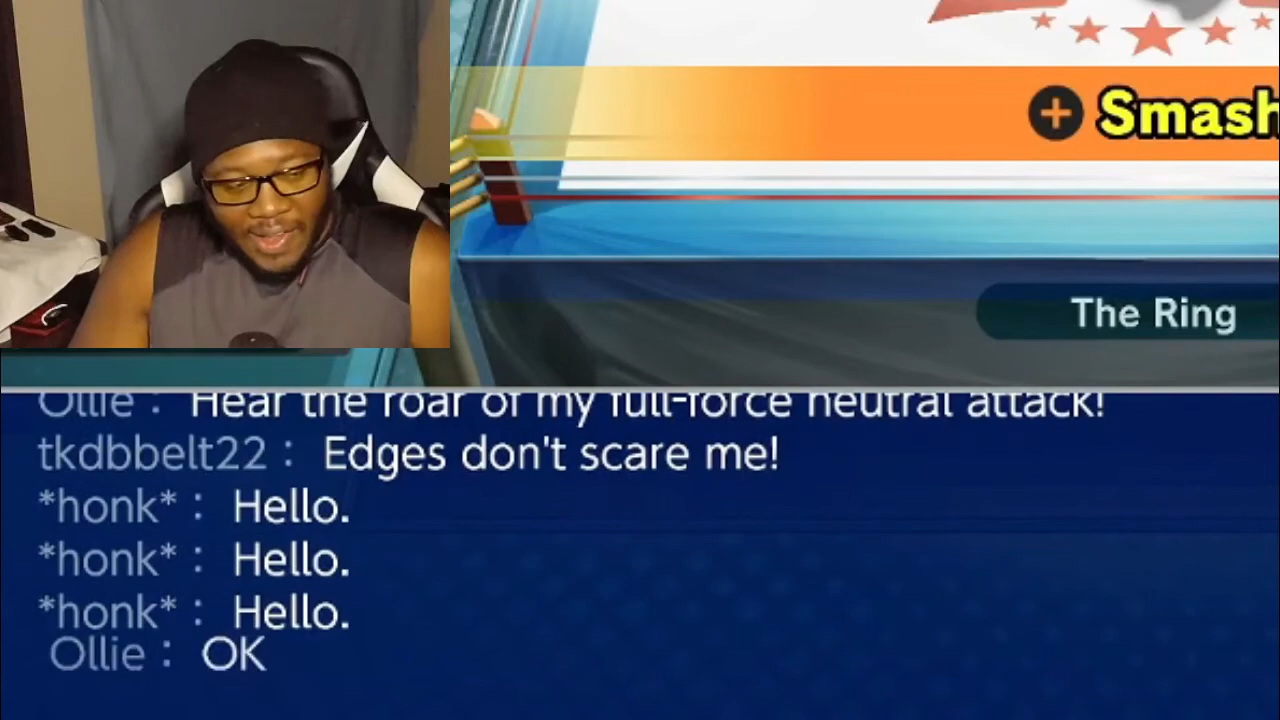 Smash
The Ring
Ollie : Hear the roar of my full-force neutral attack!
tkdbbelt22 : Edges don't scare me!
*honk* : Hello.
*honk* : Hello.
*honk* : Hello.
Ollie : OK